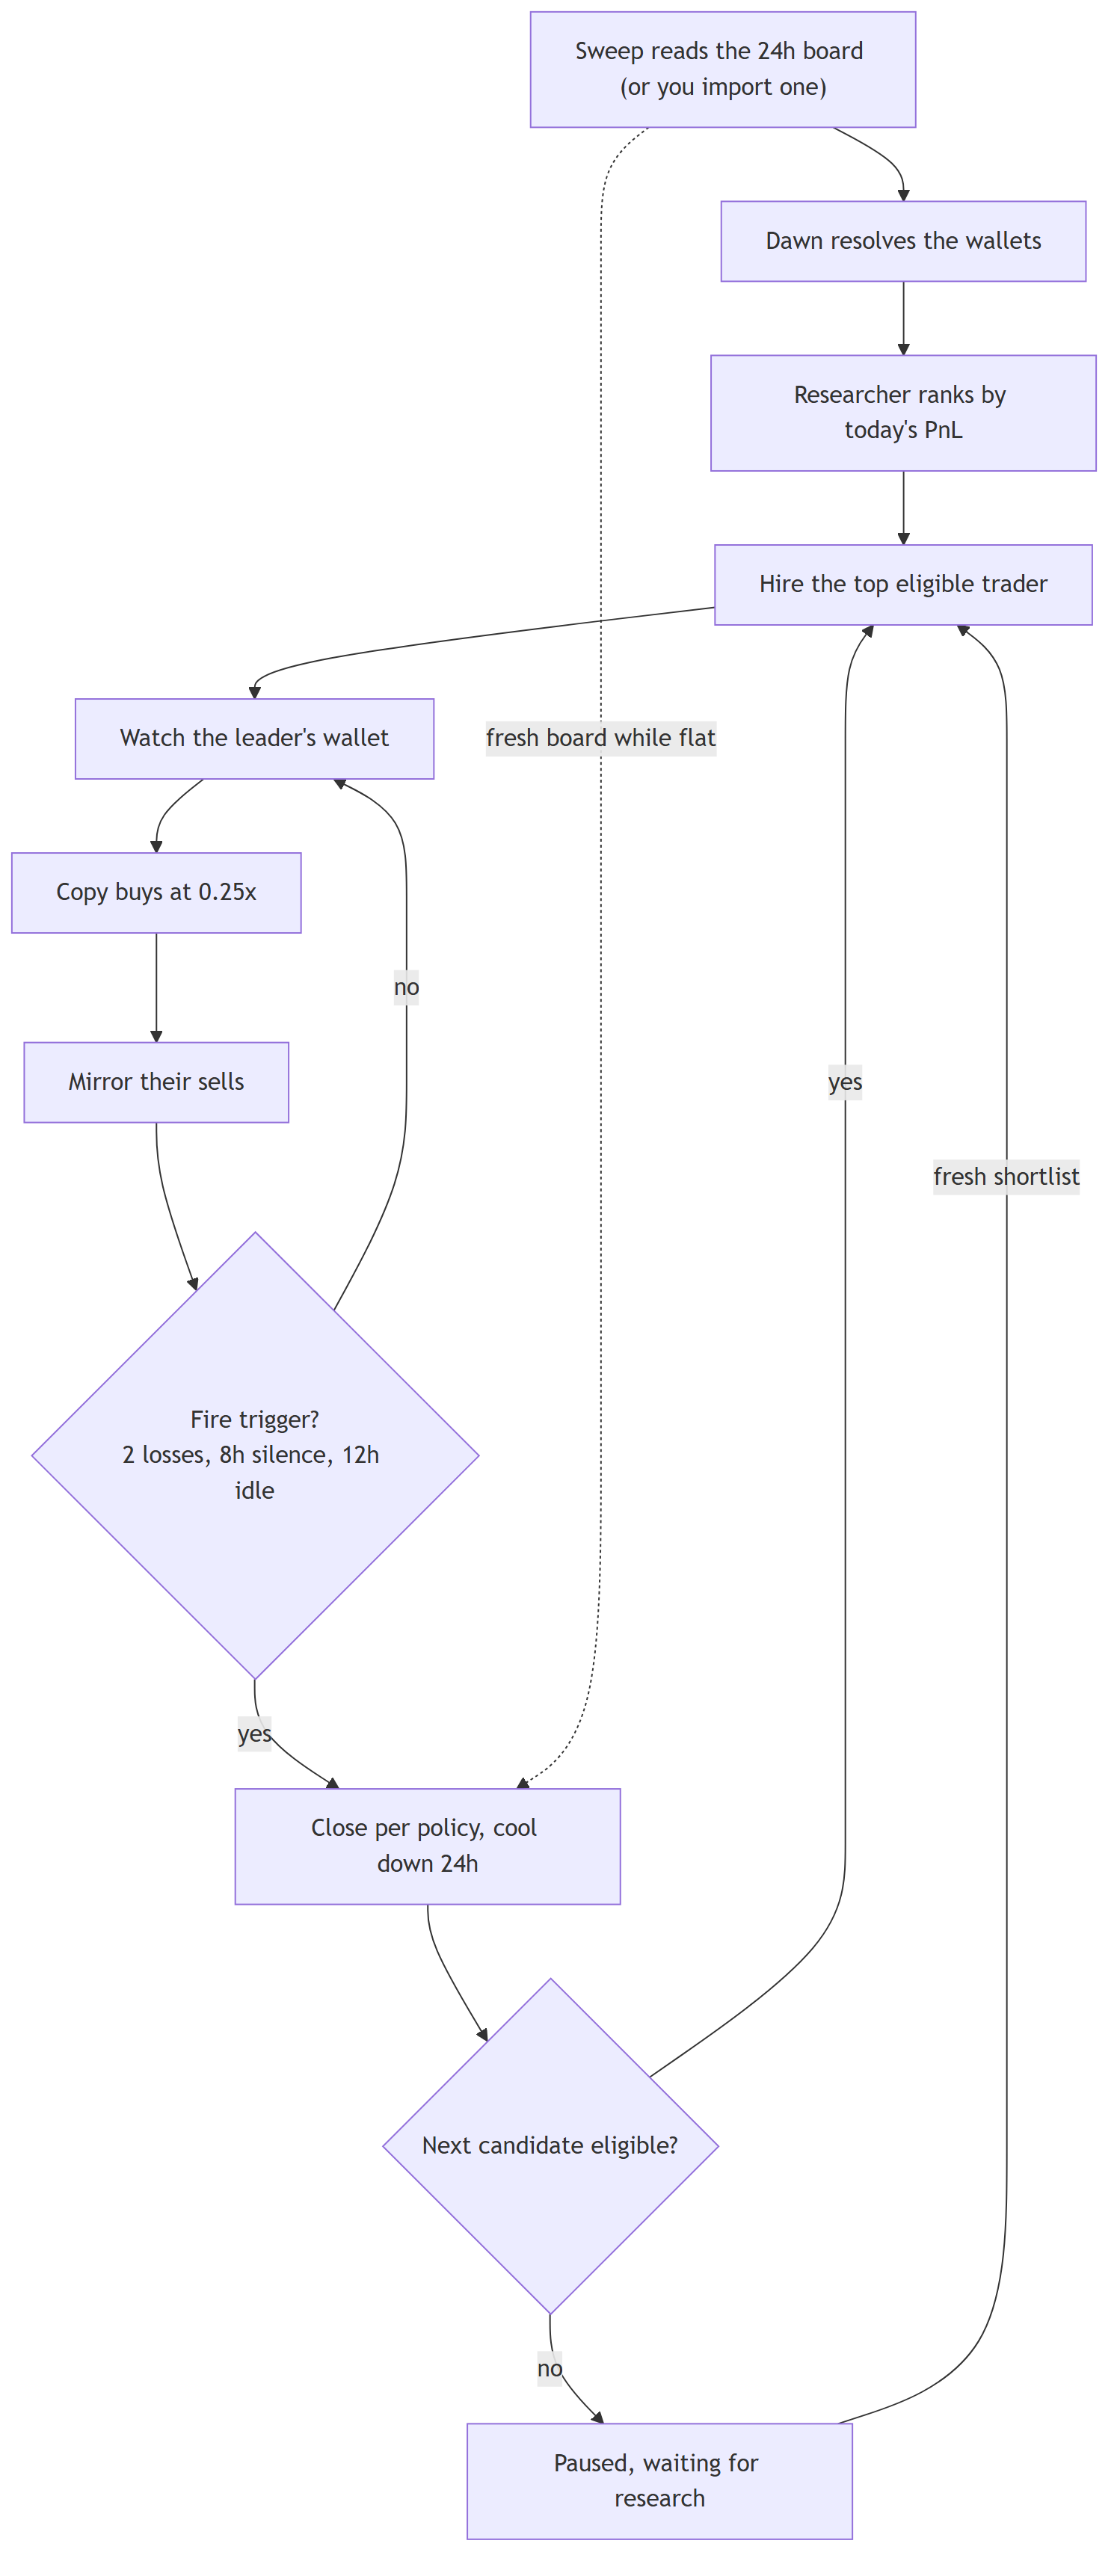 Sweep reads the 24h board
(or you import one)
Dawn resolves the wallets
Researcher ranks by
today's PnL
Hire the top eligible trader
Watch the leader's wallet
fresh board while flat
Copy buys at 0.25x
no
Mirror their sells
yes
fresh shortlist
Fire trigger?
2 losses, 8h silence, 12h
idle
yes
Close per policy, cool
down 24h
Next candidate eligible?
no
Paused, waiting for
research